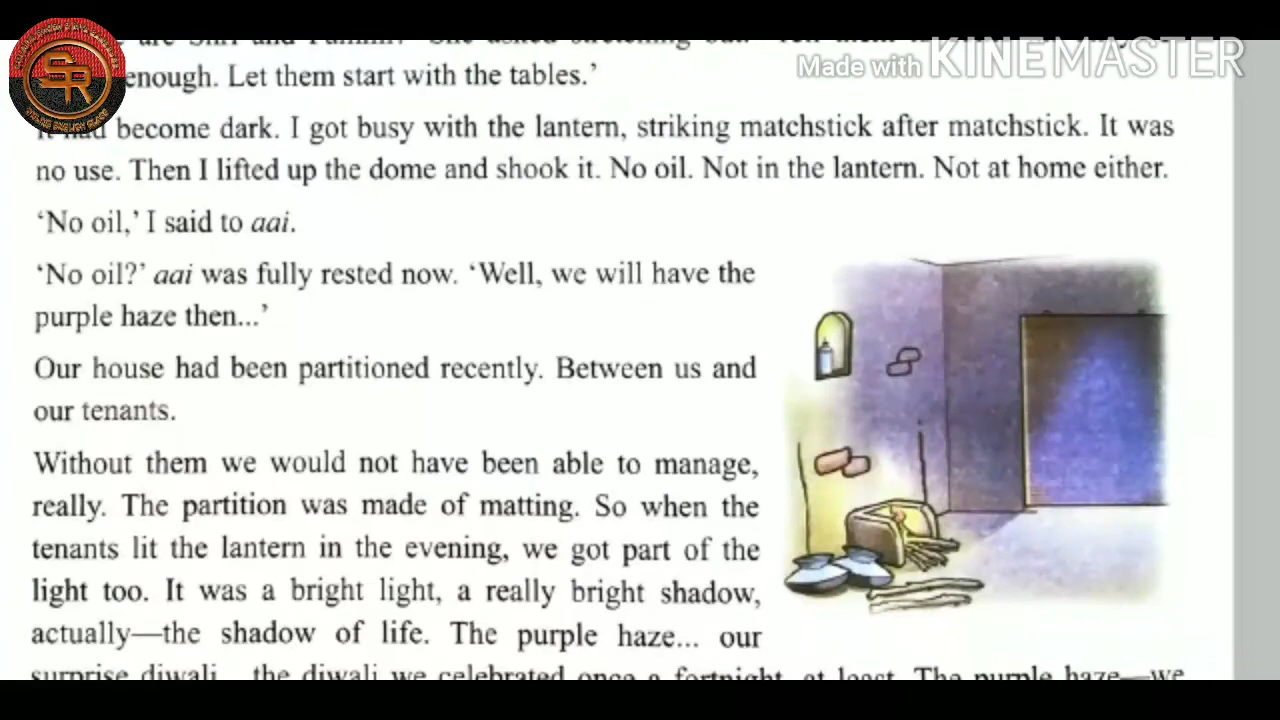 Made with KINEMASTER
SR
enough. Let them start with the tables.’
become dark. I got busy with the lantern, striking matchstick after matchstick. It was
no use. Then I lifted up the dome and shook it. No oil. Not in the lantern. Not at home either.
‘No oil,’ I said to aai.
‘No oil?’ aai was fully rested now. ‘Well, we will have the
purple haze then...’
Our house had been partitioned recently. Between us and
our tenants.
Without them we would not have been able to manage,
really. The partition was made of matting. So when the
tenants lit the lantern in the evening, we got part of the
light too. It was a bright light, a really bright shadow,
actually—the shadow of life. The purple haze... our
surprise diwali... the diwali we celebrated once a fortnight, at least. The purple haze—we